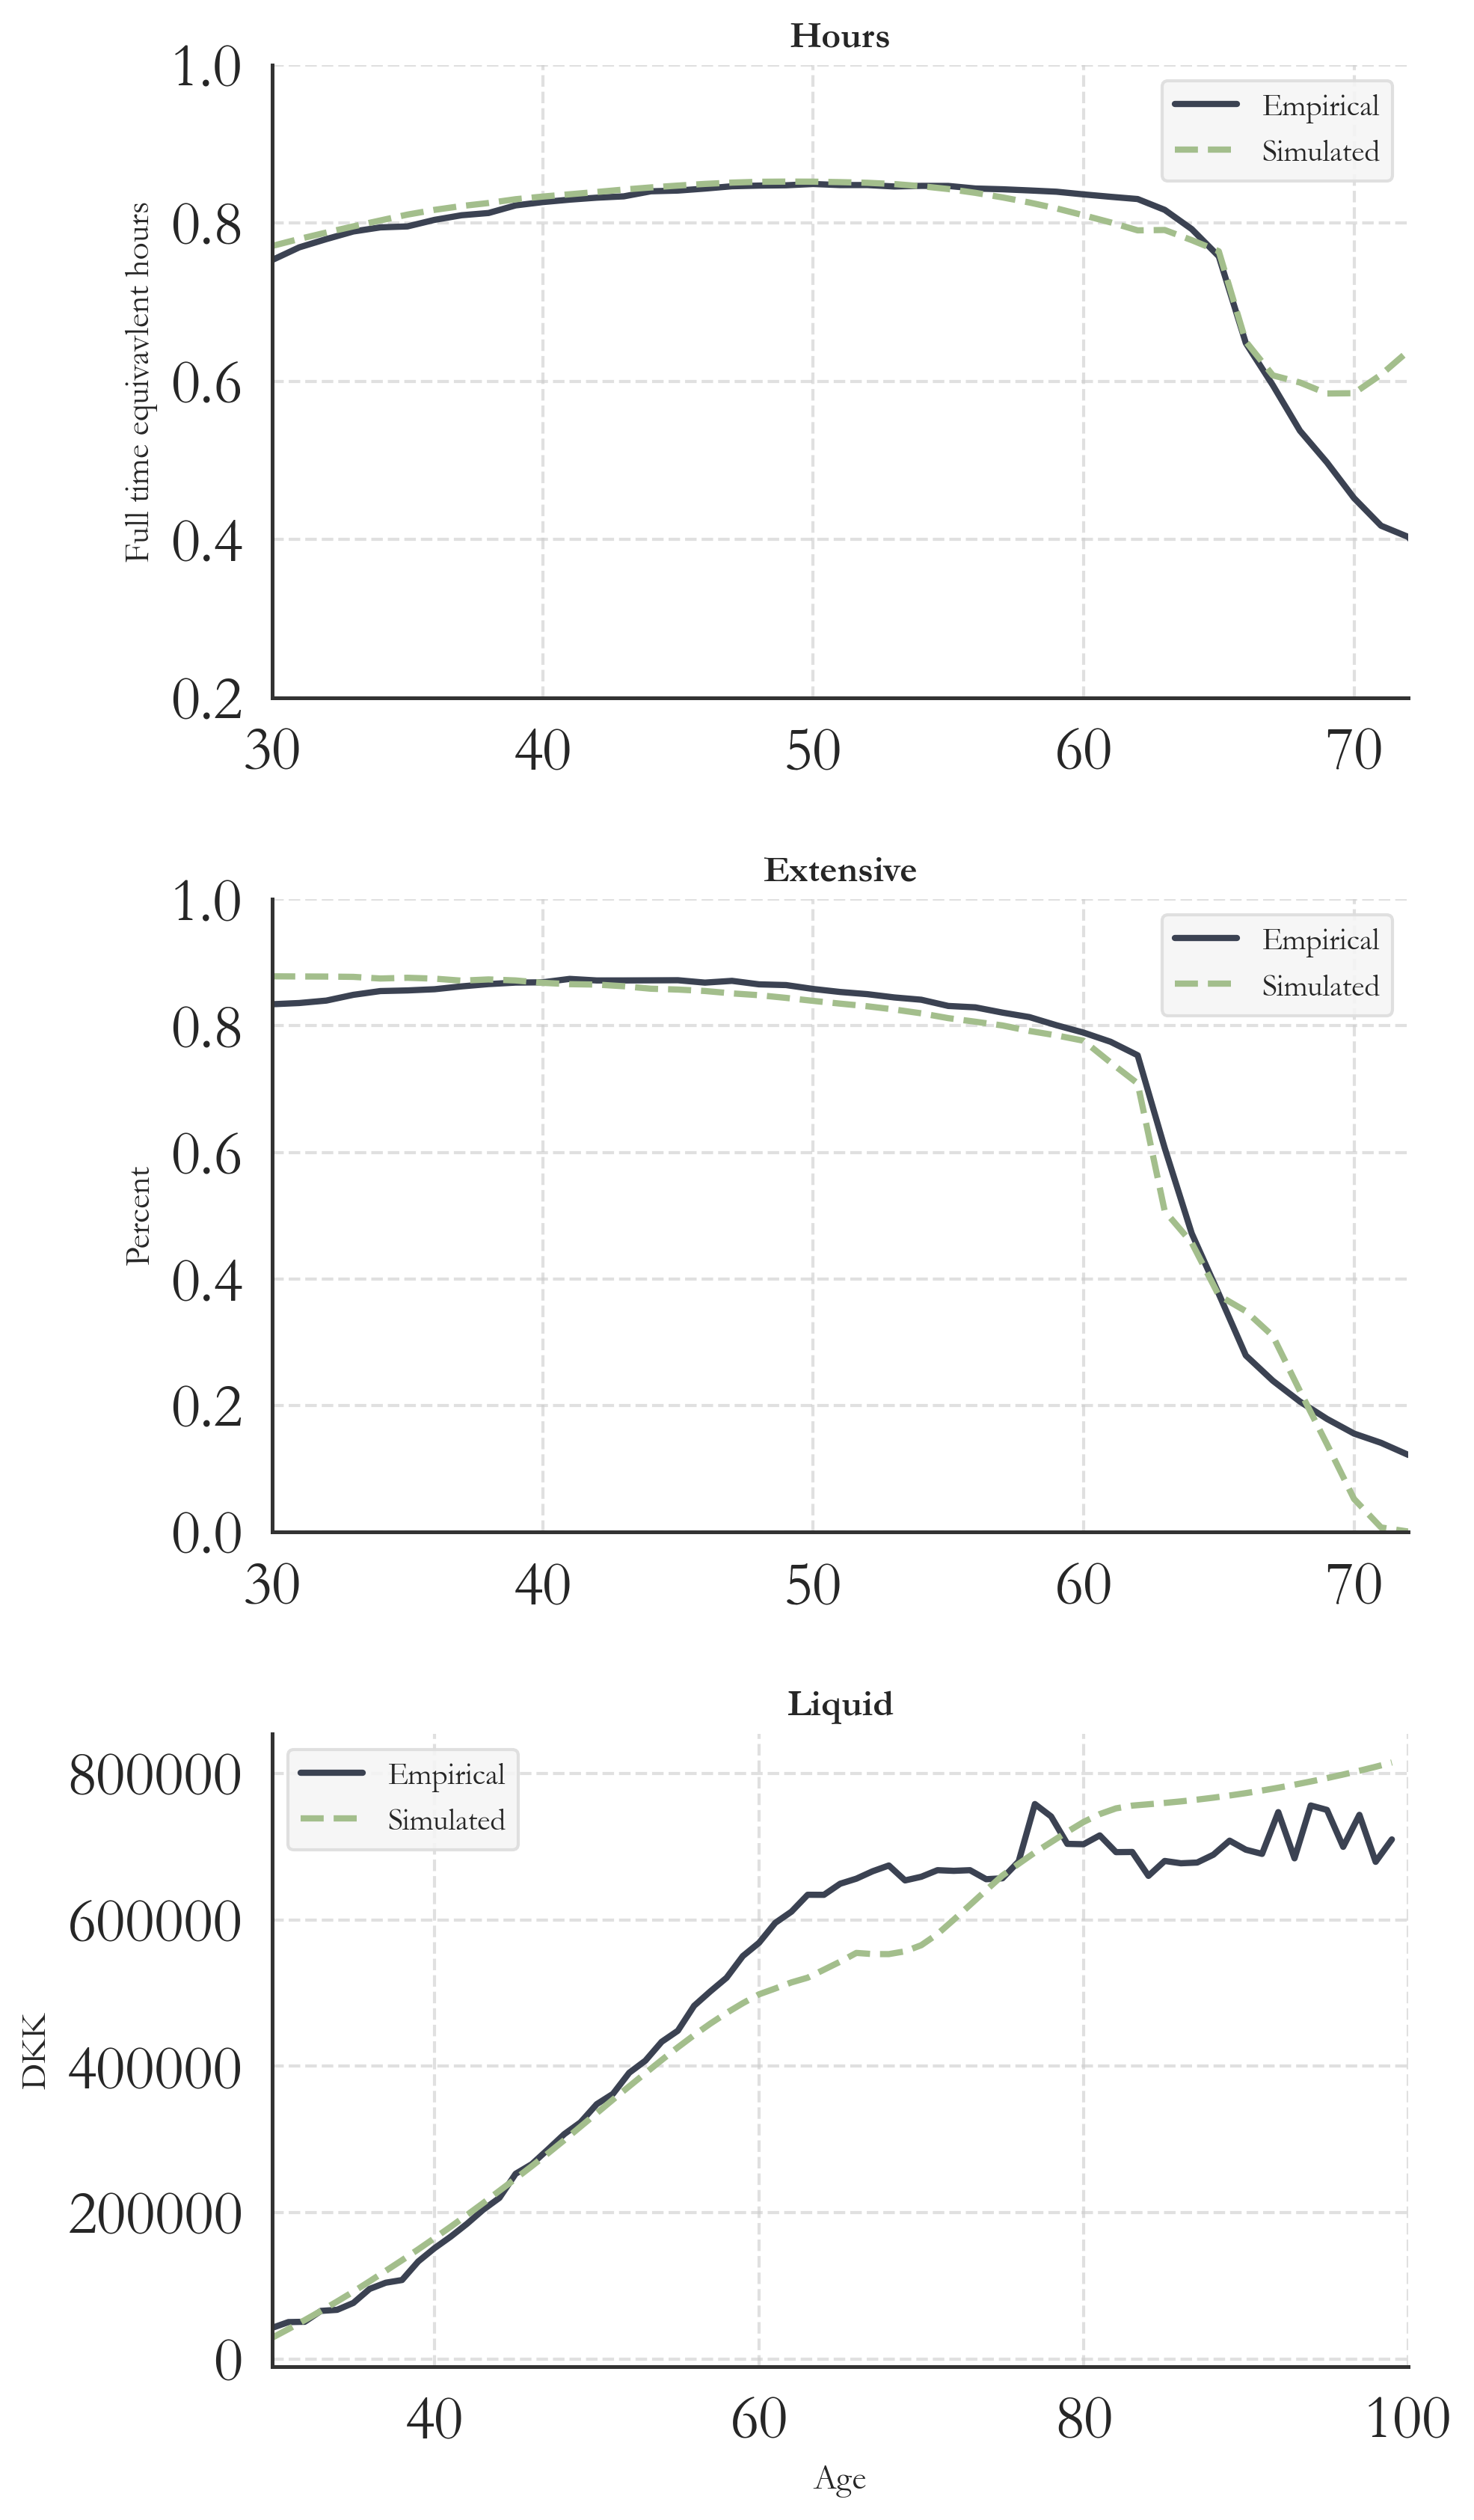 Hours
1.0
Empirical
Simulated
0.8
Full time equivavlent hours
0.6
0.4
0.2
30 40 50 60 70
Extensive
1.0
Empirical
Simulated
0.8
0.6
Percent
0.4
0.2
0.0
30 40 50 60 70
Liquid
800000
Empirical
Simulated
600000
DKK
400000
200000
0
40 60 80 100
Age